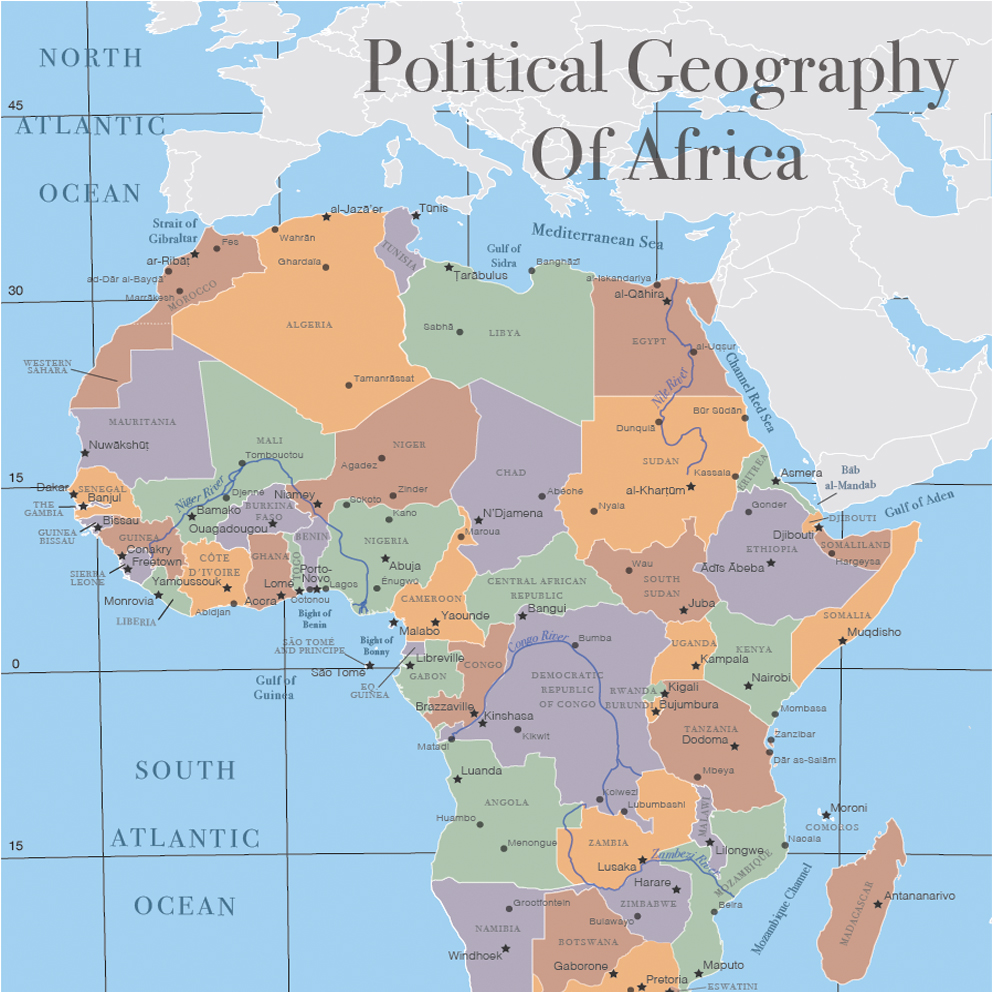 Political Geography
Of Africa
NORTH
ATLANTIC
OCEAN
45
30
15
0
15
Strait of
Gibraltar
Mediterranean Sea
Gulf of
Sidra
al-Jazā'er
Tūnis
Wahrān
Fes
ar-Ribāṭ
Ghardala
TUNISIA
ad-Dār al-Bayḍā
Marrākesh
MOROCCO
Ṭarābulus
Banghāzī
al-Qāhira
ALGERIA
Sabhā
LIBYA
EGYPT
al-Uqsur
Channel Red Sea
WESTERN
SAHARA
Tamanrāssat
Nile River
MAURITANIA
Nuwākshūṭ
MALI
Tombouotou
NIGER
Agadez
CHAD
Dunqulā
Būr Sūdān
SUDAN
Kassala
ERITREA
Asmera
Bāb
al-Mandab
Gulf of Aden
Dakar
SENEGAL
Banjul
THE
GAMBIA
Niger River
Djenné
Niamey
Zinder
Sokoto
Kano
Abéché
al-Kharṭūm
Nyala
Gonder
DJIBOUTI
Djibouti
Bissau
GUINEA
BISSAU
Bamako
BURKINA
FASO
Ouagadougou
BENIN
N'Djamena
Maroua
GUINEA
Conakry
Freetown
SIERRA
LEONE
CÔTE
D'IVOIRE
Yamoussouk
GHANA
TOGO
NIGERIA
Abuja
Ēnugwú
ETHIOPIA
Ādīs Ābeba
SOMALILAND
Hargeysa
Monrovia
LIBERIA
Abidjan
Accra
Lomé
Porto-
Novo
Cotonou
Lagos
CAMEROON
CENTRAL AFRICAN
REPUBLIC
Bangui
Wau
SOUTH
SUDAN
Juba
SOMALIA
Muqdisho
Bight of
Benin
Bight of
Bonny
Malabo
Yaounde
SÃO TOMÉ
AND PRINCIPE
São Tomé
EQ
GUINEA
Gulf of
Guinea
Libreville
GABON
CONGO
Congo River
Bumba
DEMOCRATIC
REPUBLIC
OF CONGO
UGANDA
Kampala
KENYA
Nairobi
RWANDA
Kigali
BURUNDI
Bujumbura
Brazzaville
Kinshasa
Kikwit
Matadi
TANZANIA
Dodoma
Mombasa
Zanzibar
Dār as-Salām
Mbeya
SOUTH
ATLANTIC
OCEAN
Luanda
ANGOLA
Huambo
Menongue
Kolwezi
Lubumbashi
MALAWI
Lilongwe
Moroni
COMOROS
Nacala
ZAMBIA
Lusaka
Zambezi River
MOZAMBIQUE
Mozambique Channel
Harare
ZIMBABWE
Bulawayo
Beira
MADAGASCAR
Antananarivo
Grootfontein
NAMIBIA
Windhoek
BOTSWANA
Gaborone
Pretoria
Maputo
ESWATINI